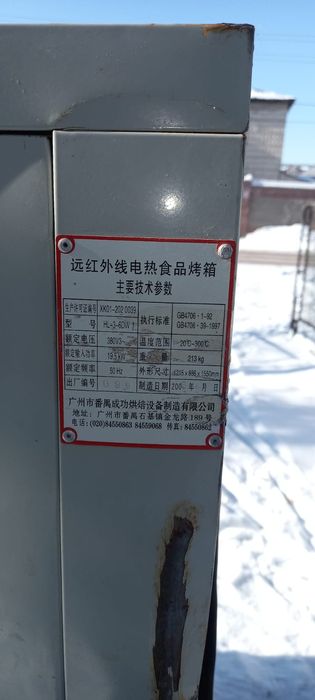 远红外线电热食品烤箱
主要技术参数
生产许可证编号 XK01-202 0039 执行标准 GB4706·1-92
型号 HL-3-6DW GB4706·39-1997
额定电压 380V3~ 温度范围 20℃-300℃
额定输入功率 19.5kW 重量 213kg
额定频率 50Hz 外形尺寸
出厂编号 制造日期 200 年 月 日
广州市番禺成功烘焙设备制造有限公司
地址: 广州市番禺石基镇金龙路189号
电话:(020)84550863 84559068 传真:84550862